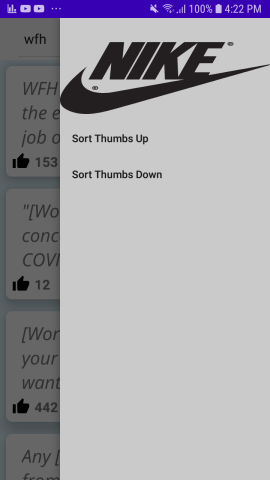 100% 4:22 PM
wfh
NIKE
®
®
Sort Thumbs Up
Sort Thumbs Down
WFH
the e
job o
153
"[Wo
conc
COVI
12
[Wor
your
want
442
Any [
from